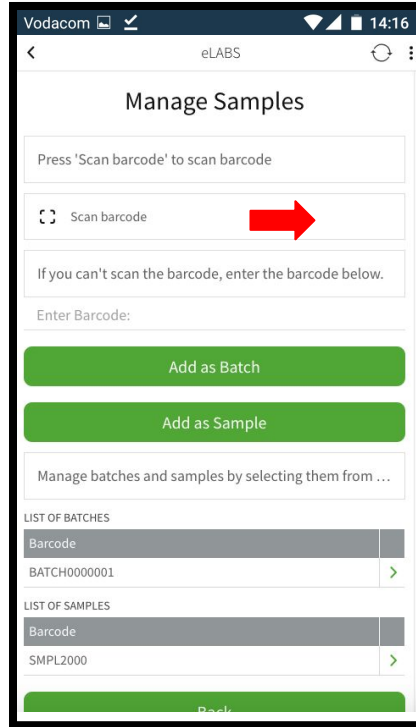 Vodacom 14:16
eLABS
Manage Samples
Press 'Scan barcode' to scan barcode
Scan barcode
If you can't scan the barcode, enter the barcode below.
Enter Barcode:
Add as Batch
Add as Sample
Manage batches and samples by selecting them from …
LIST OF BATCHES
Barcode
BATCH0000001
LIST OF SAMPLES
Barcode
SMPL2000
Back